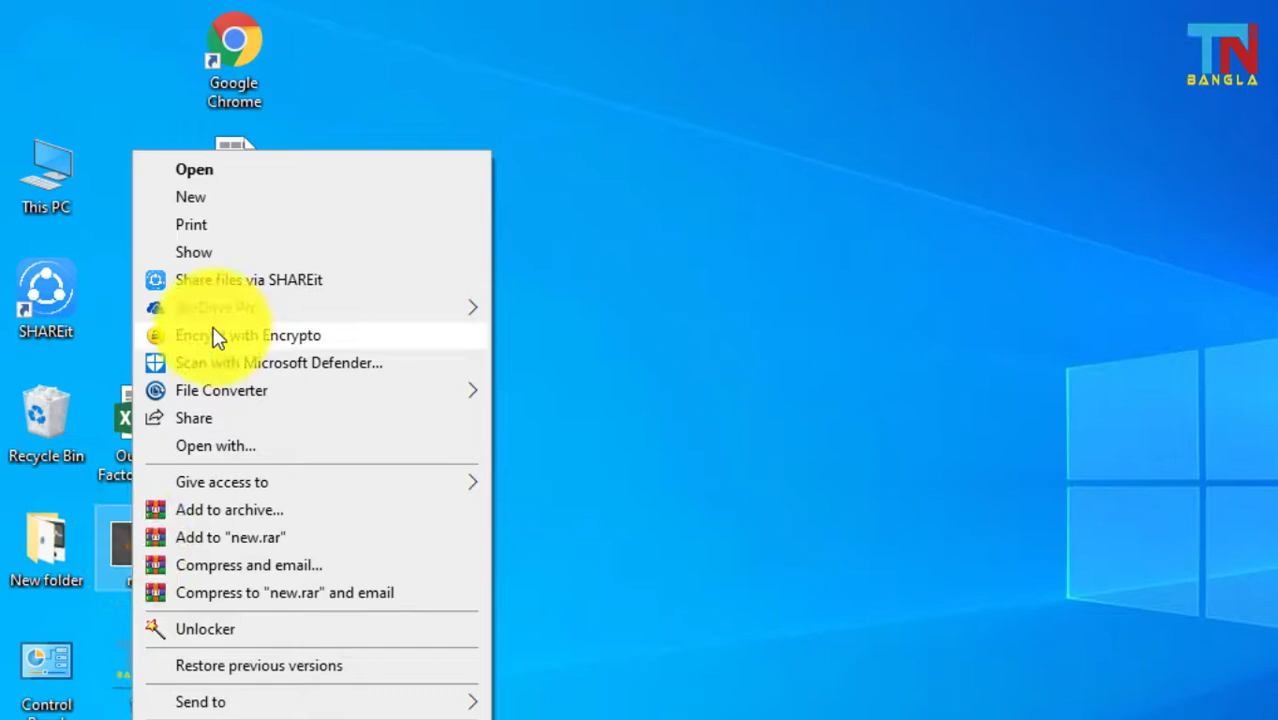 Google
Chrome
TN
BANGLA
This PC
SHAREit
Recycle Bin
New folder
Control
Open
New
Print
Show
Share files via SHAREit
Encrypt with Encrypto
Scan with Microsoft Defender...
File Converter
Share
Open with...
Give access to
Add to archive...
Add to "new.rar"
Compress and email...
Compress to "new.rar" and email
Unlocker
Restore previous versions
Send to